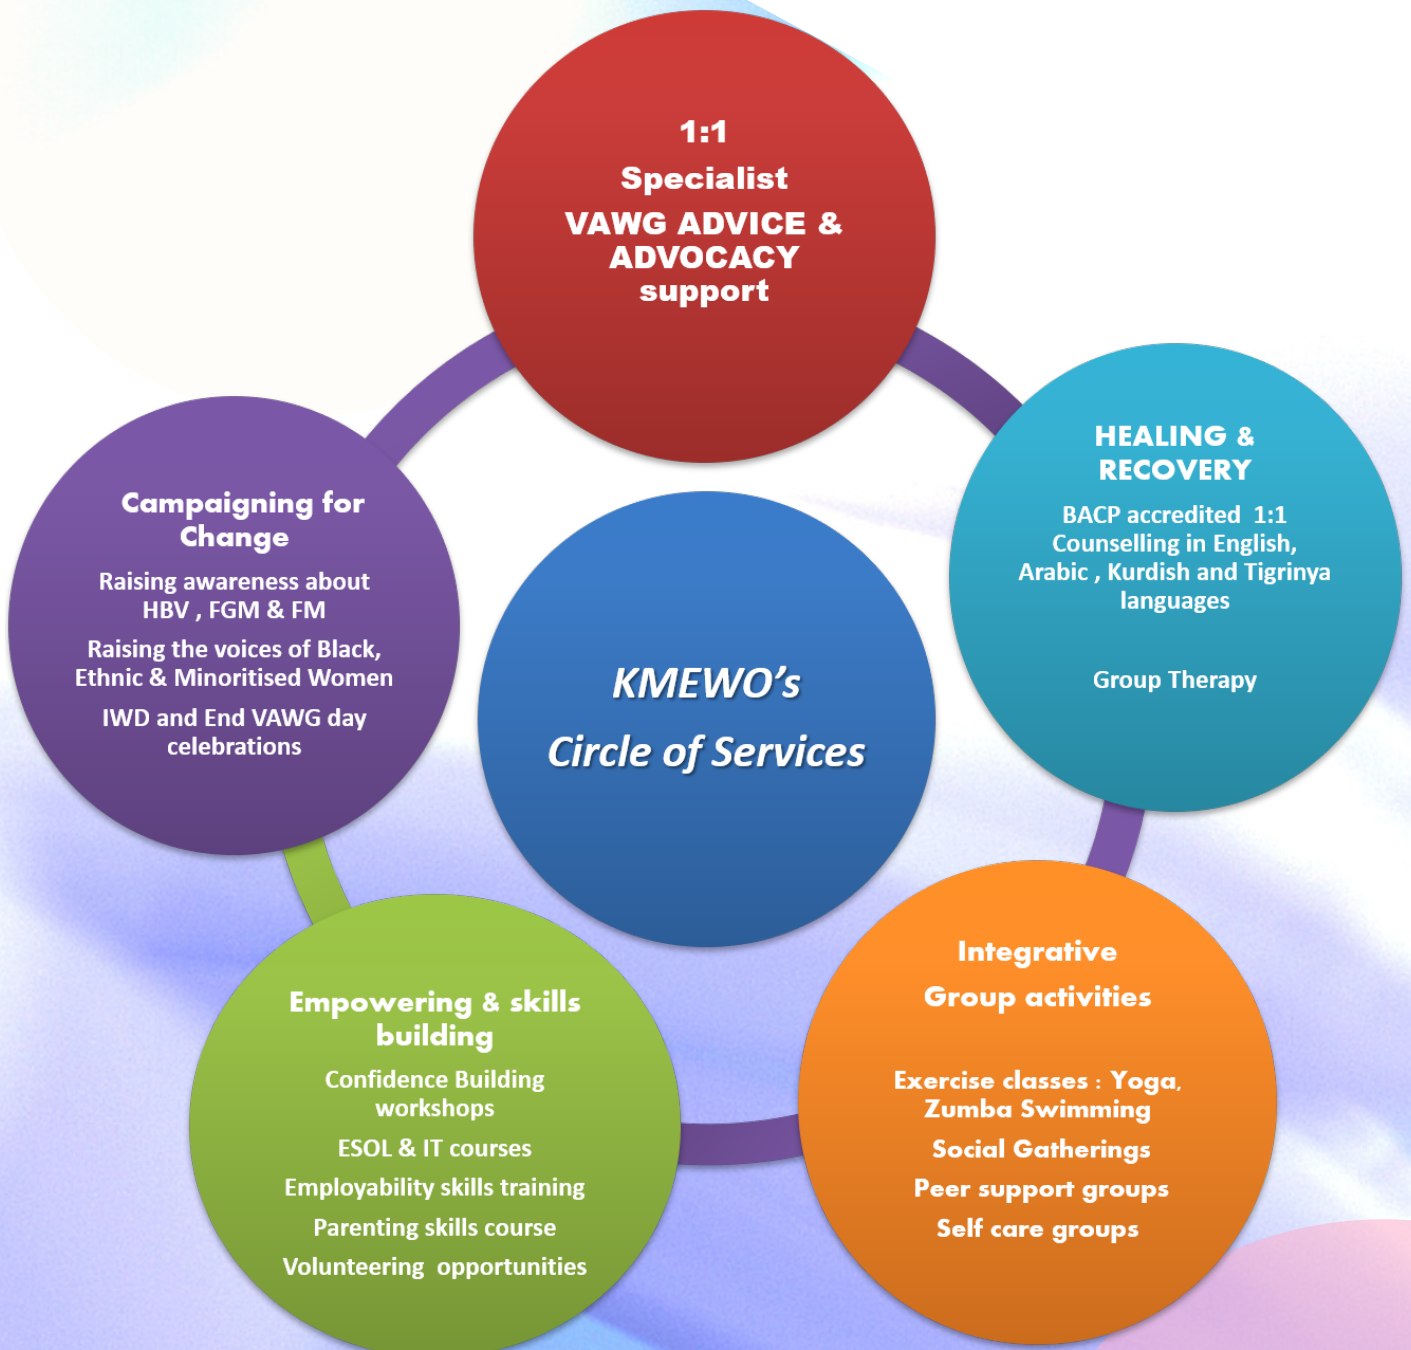 1:1
Specialist
VAWG ADVICE &
ADVOCACY
support
HEALING &
RECOVERY
BACP accredited  1:1
Counselling in English,
Arabic , Kurdish and Tigrinya
languages
Group Therapy
Integrative
Group activities
Exercise classes : Yoga,
Zumba Swimming
Social Gatherings
Peer support groups
Self care groups
Empowering & skills
building
Confidence Building
workshops
ESOL & IT courses
Employability skills training
Parenting skills course
Volunteering  opportunities
Campaigning for
Change
Raising awareness about
HBV , FGM & FM
Raising the voices of Black,
Ethnic & Minoritised Women
IWD and End VAWG day
celebrations
KMEWO’s
Circle of Services